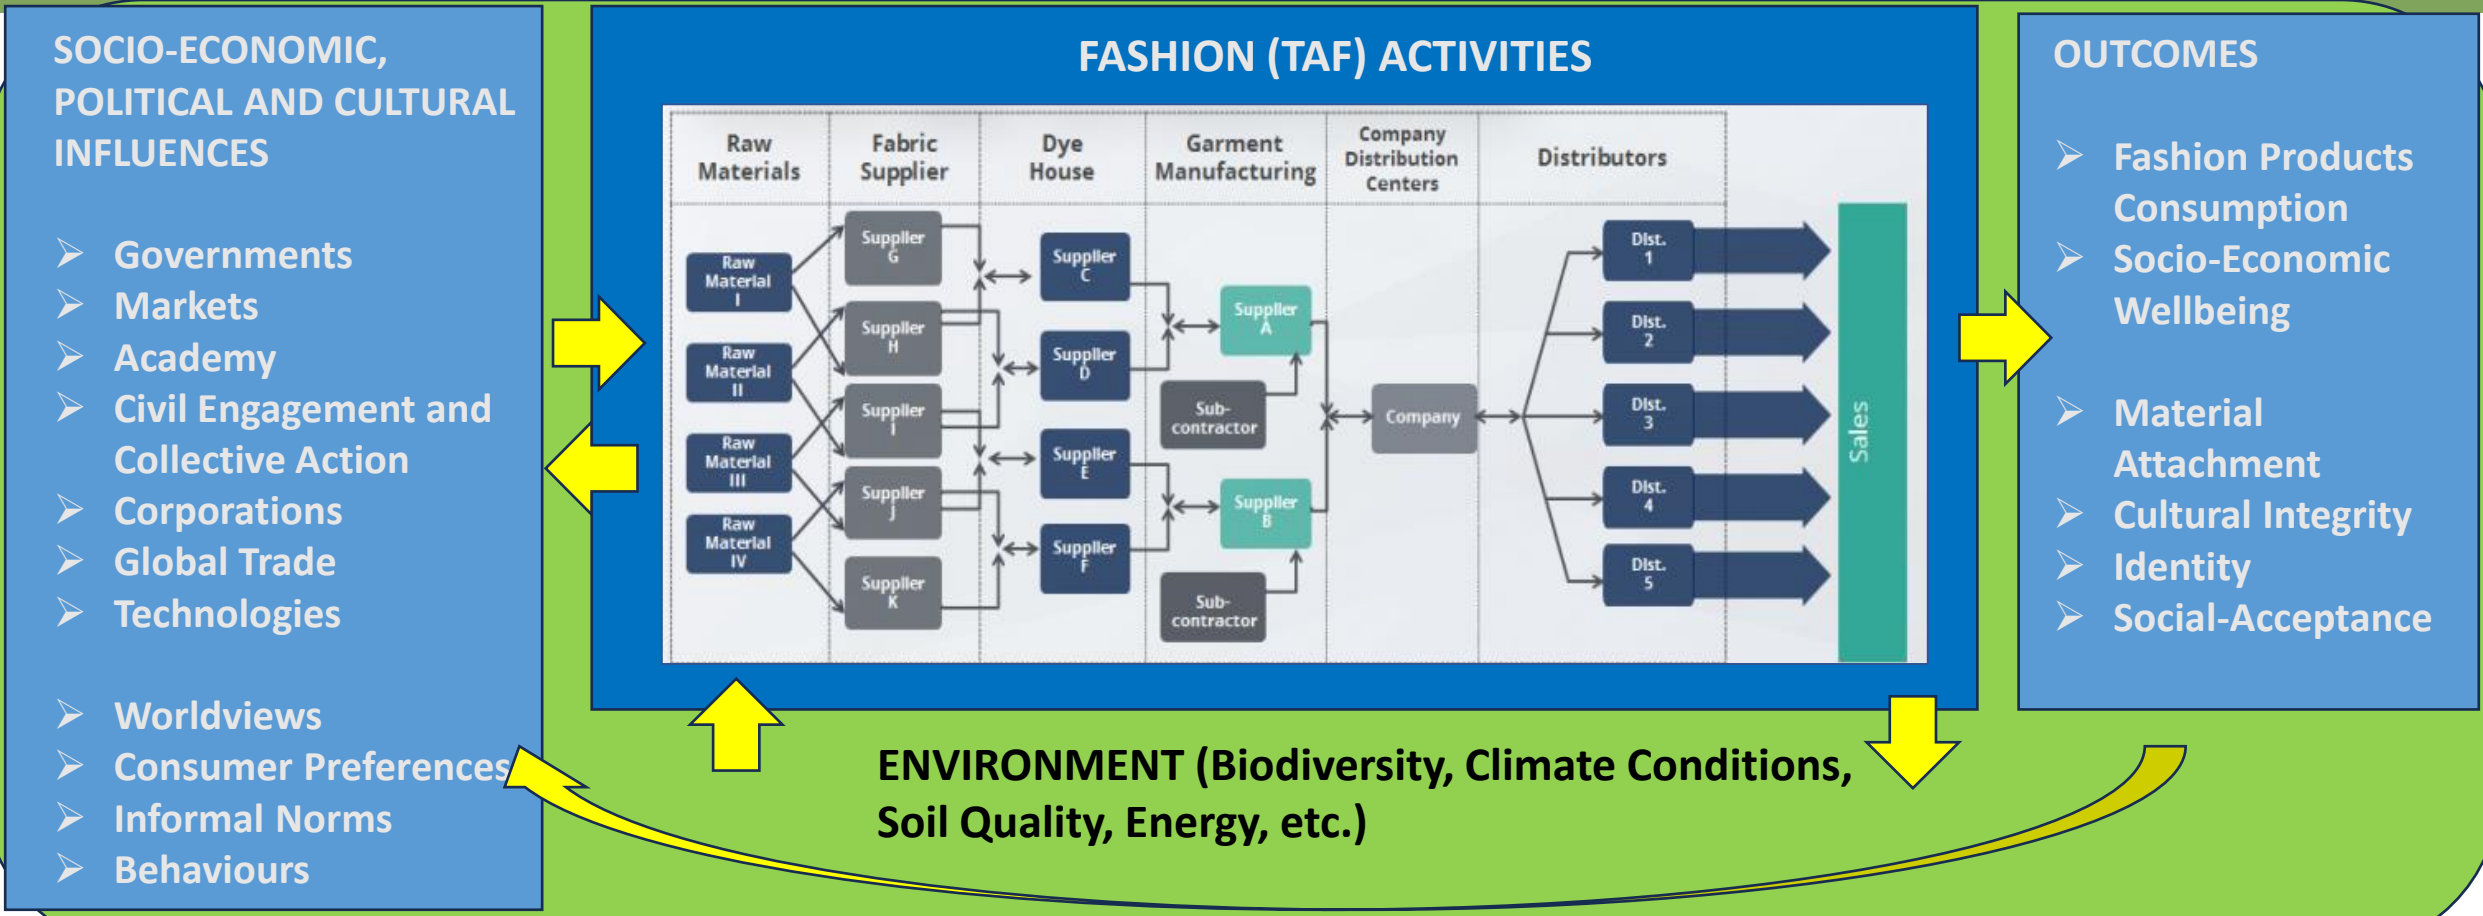 SOCIO-ECONOMIC,
POLITICAL AND CULTURAL
INFLUENCES
Governments
Markets
Academy
Civil Engagement and
Collective Action
Corporations
Global Trade
Technologies
Worldviews
Consumer Preferences
Informal Norms
Behaviours
FASHION (TAF) ACTIVITIES
Raw
Materials
Fabric
Supplier
Dye
House
Garment
Manufacturing
Company
Distribution
Centers
Distributors
Raw
Material
I
Raw
Material
II
Raw
Material
III
Raw
Material
IV
Supplier
G
Supplier
H
Supplier
I
Supplier
J
Supplier
K
Supplier
C
Supplier
D
Supplier
E
Supplier
F
Supplier
A
Sub-
contractor
Supplier
B
Sub-
contractor
Company
Dist.
1
Dist.
2
Dist.
3
Dist.
4
Dist.
5
Sales
ENVIRONMENT (Biodiversity, Climate Conditions,
Soil Quality, Energy, etc.)
OUTCOMES
Fashion Products
Consumption
Socio-Economic
Wellbeing
Material
Attachment
Cultural Integrity
Identity
Social-Acceptance